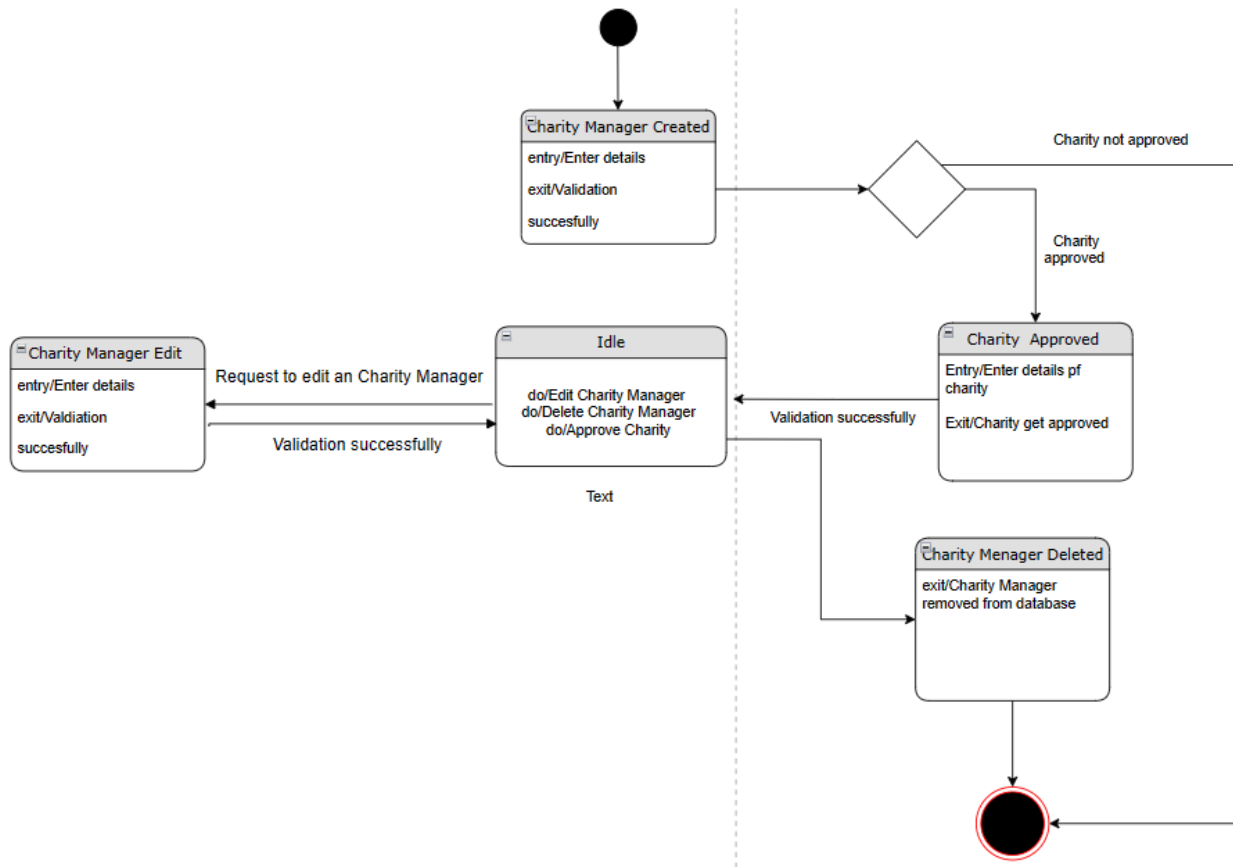 Charity Manager Created
entry/Enter details
exit/Validation
succesfully
Charity not approved
Charity
approved
Charity Manager Edit
entry/Enter details
exit/Valdiation
succesfully
Request to edit an Charity Manager
Validation successfully
Idle
do/Edit Charity Manager
do/Delete Charity Manager
do/Approve Charity
Text
Validation successfully
Charity Approved
Entry/Enter details pf
charity
Exit/Charity get approved
Charity Menager Deleted
exit/Charity Manager
removed from database